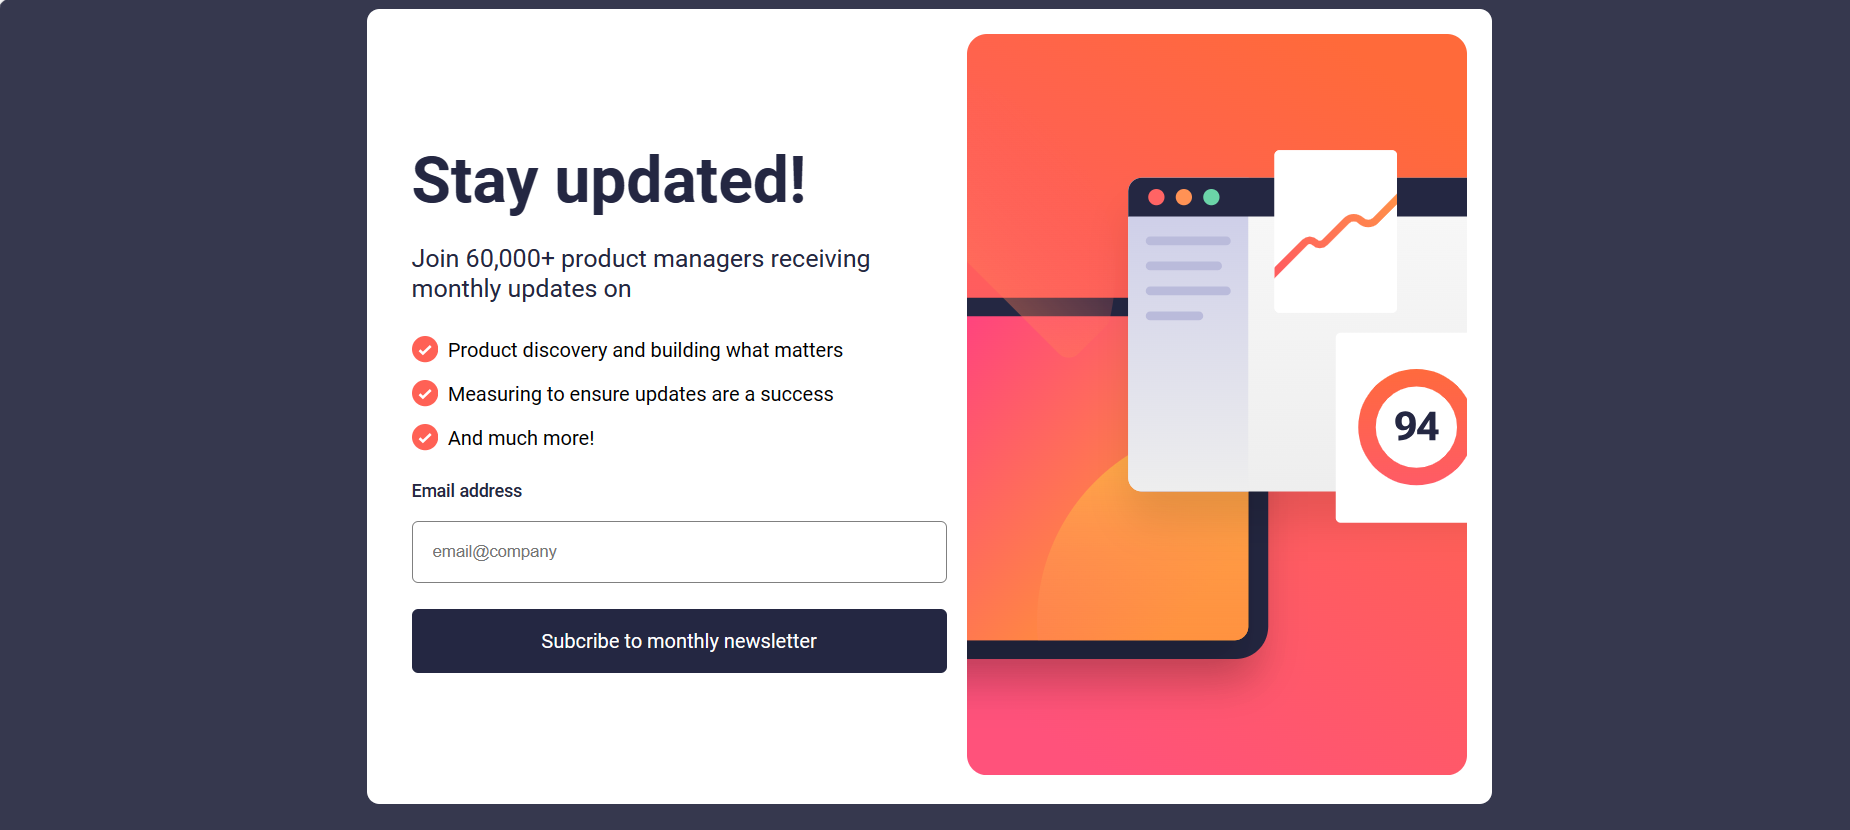 Stay updated!
Join 60,000+ product managers receiving
monthly updates on
Product discovery and building what matters
Measuring to ensure updates are a success
And much more!
Email address
email@company
Subcribe to monthly newsletter
94